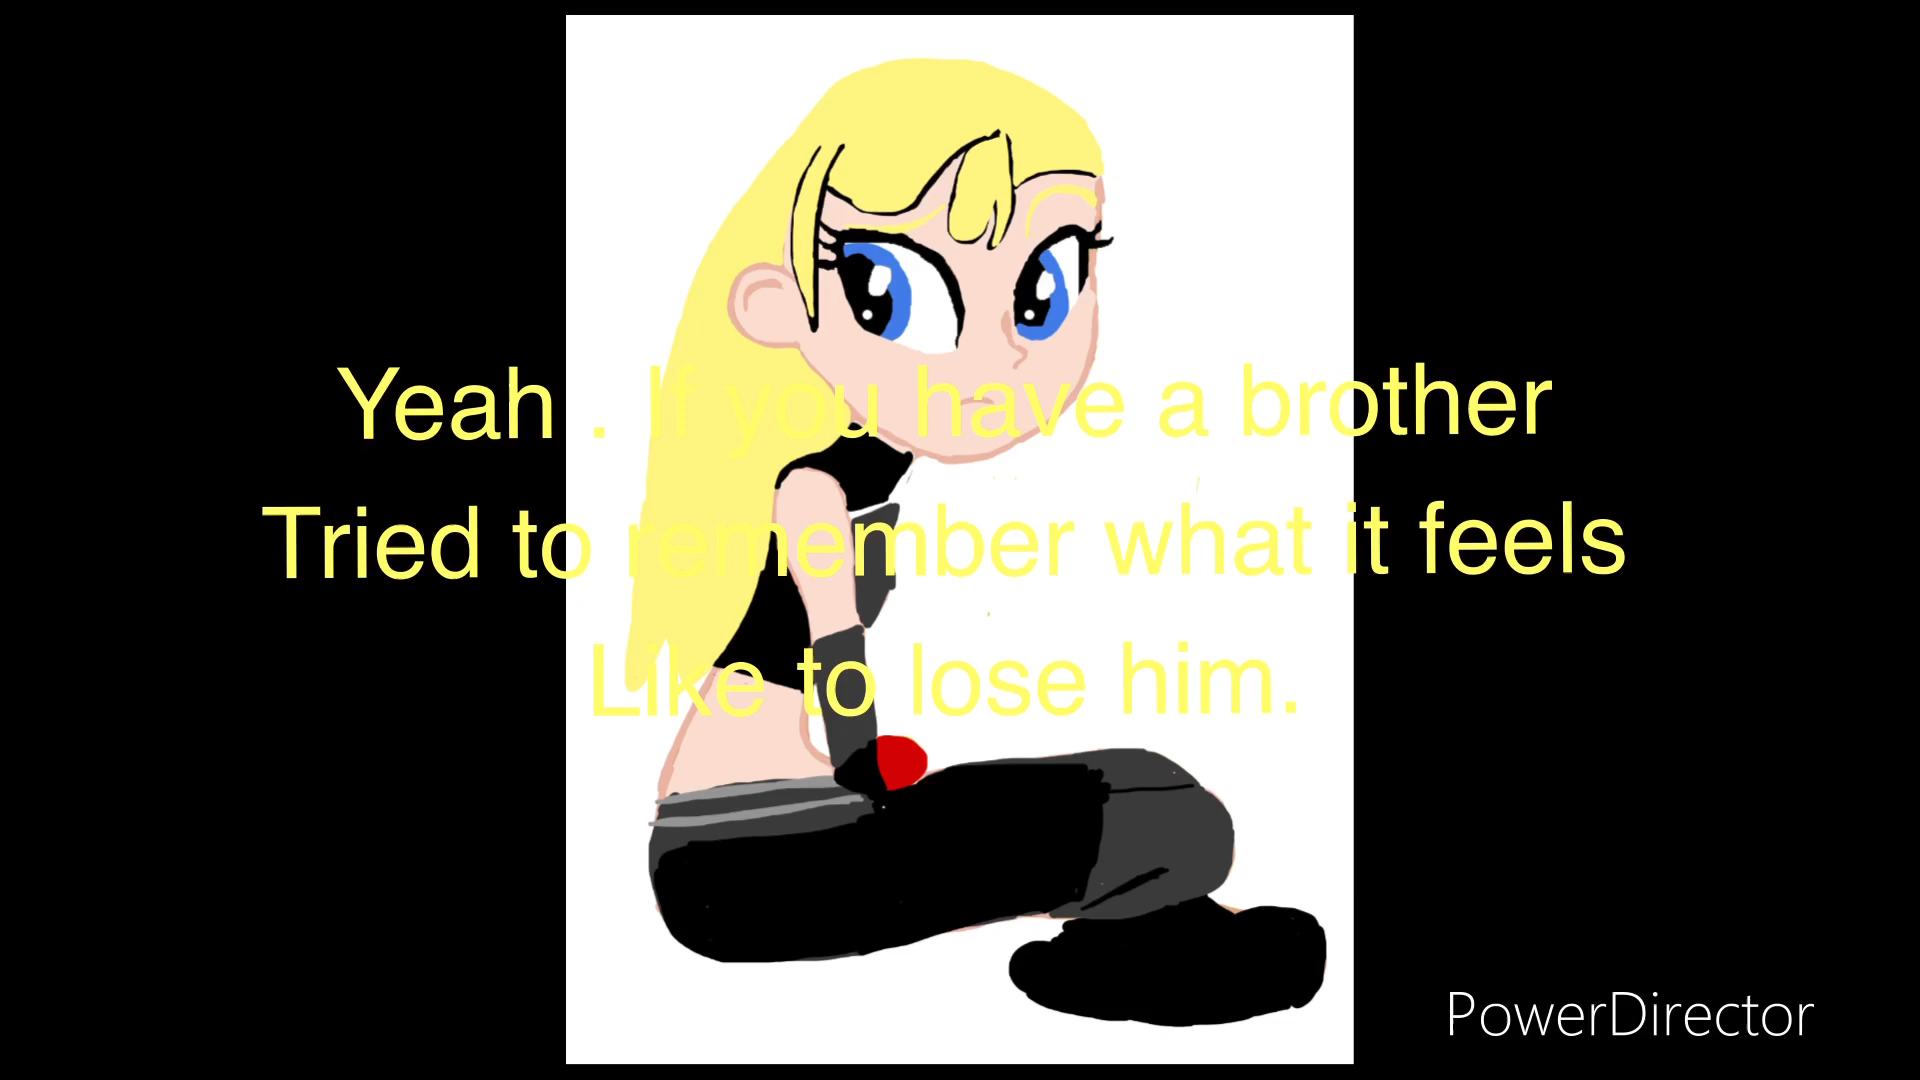 Yeah . If you have a brother
Tried to remember what it feels
Like to lose him.
PowerDirector